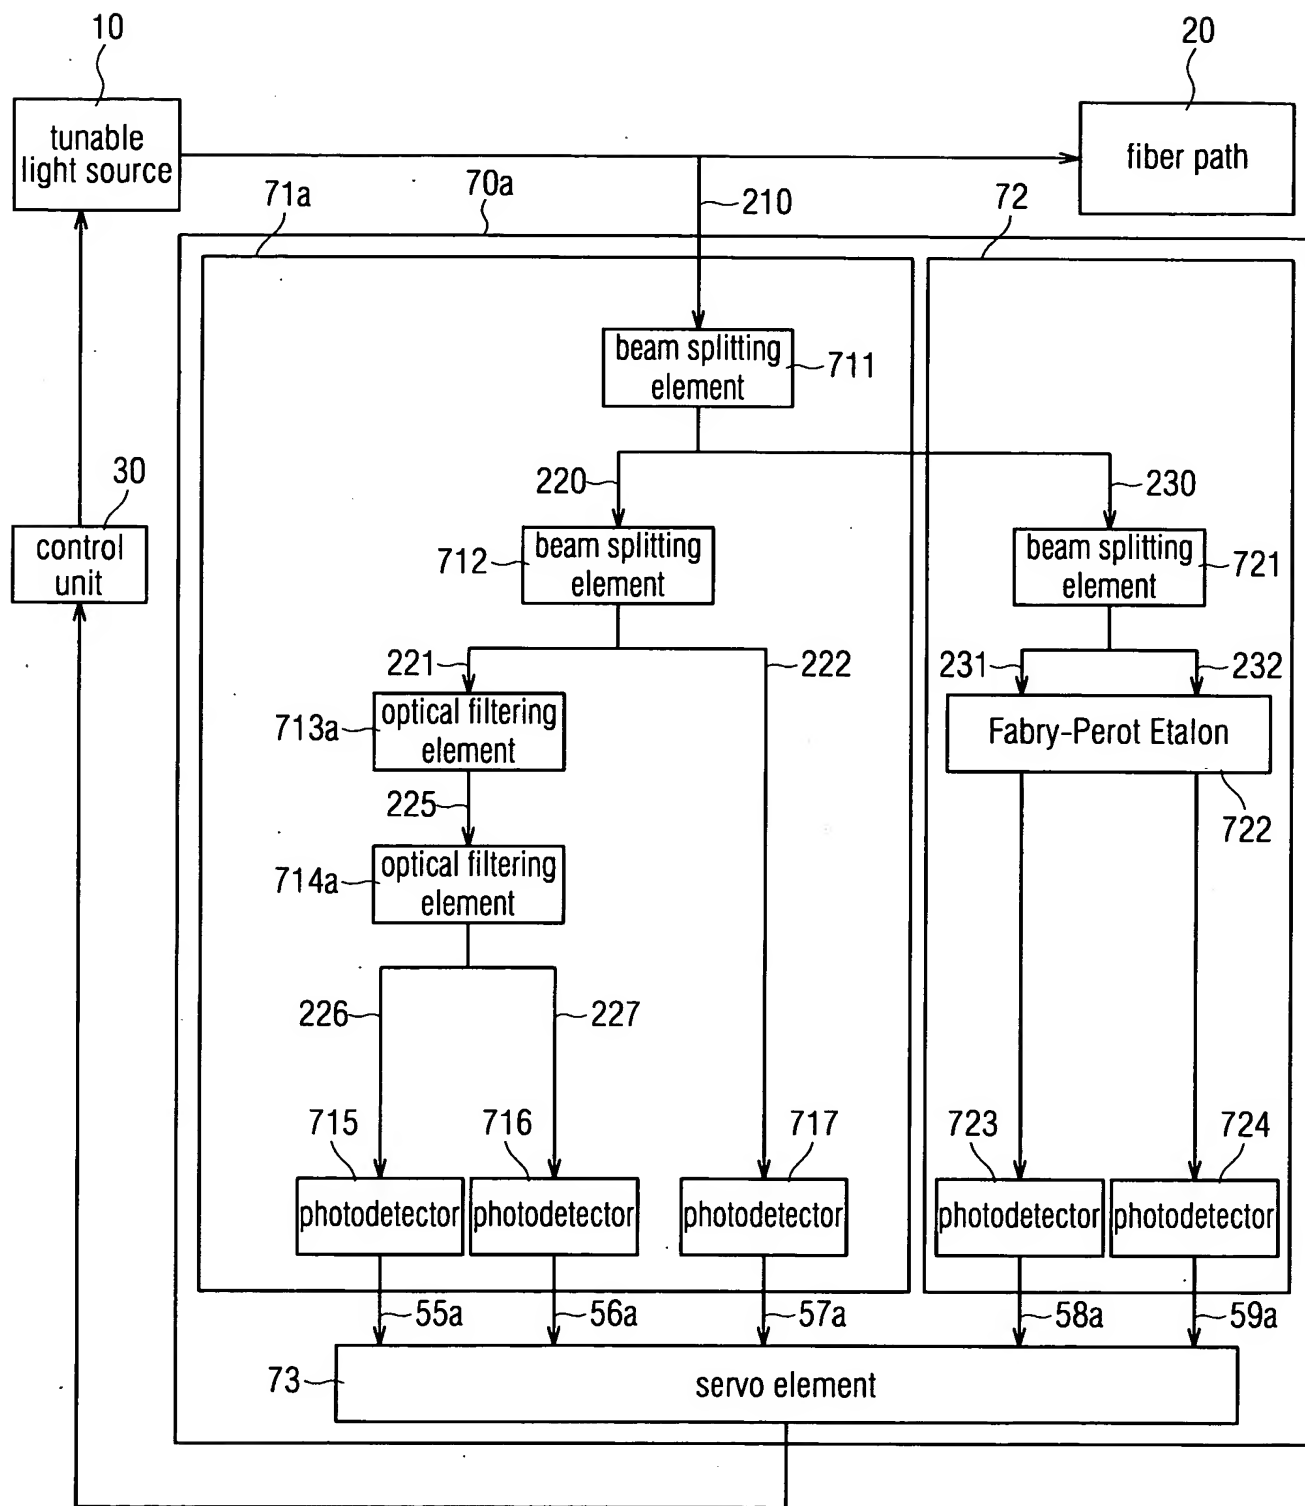 10
20
tunable
light source
fiber path
71a
70a
210
72
beam splitting
element
711
30
220
230
control
unit
712
beam splitting
element
beam splitting
element
721
221
222
231
232
713a
optical filtering
element
Fabry-Perot Etalon
225
722
714a
optical filtering
element
226
227
715
716
717
723
724
photodetector
photodetector
photodetector
photodetector
photodetector
55a
56a
57a
58a
59a
73
servo element